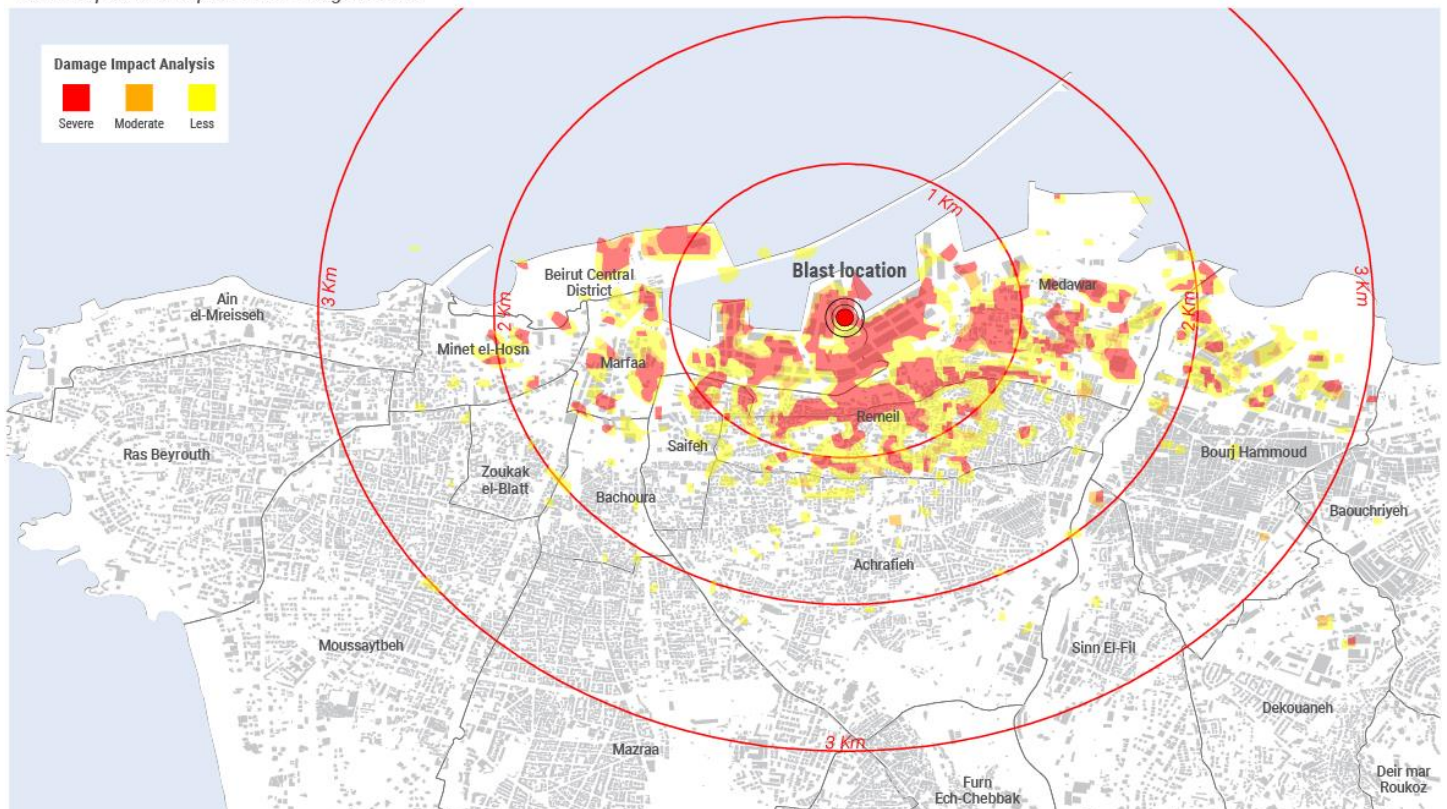 Damage Impact Analysis
Severe
Moderate
Less
1 Km
Blast location
Beirut Central
District
Medawar
3 Km
2 Km
2 Km
3 Km
Ain
el-Mreisseh
Minet el-Hosn
Marfaa
Remeil
Ras Beyrouth
Saifeh
Zoukak
el-Blatt
Bachoura
Bourj Hammoud
Baouchriyeh
Achrafieh
Moussaytbeh
Sinn El-Fil
Dekouaneh
3 Km
Mazraa
Furn
Ech-Chebbak
Deir mar
Roukoz